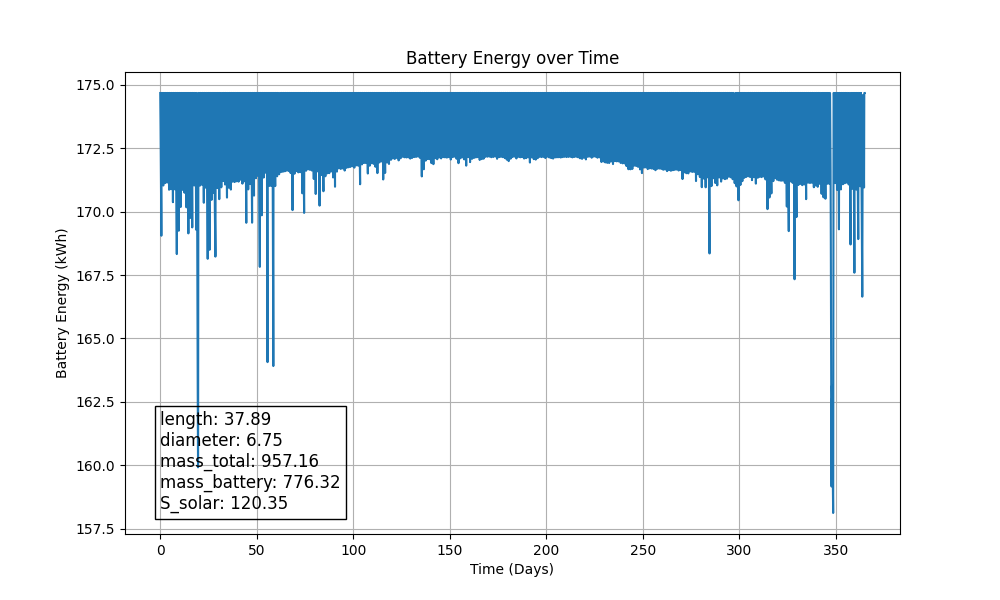 Battery Energy over Time
175.0
172.5
170.0
167.5
165.0
162.5
160.0
157.5
Battery Energy (kWh)
length: 37.89
diameter: 6.75
mass_total: 957.16
mass_battery: 776.32
S_solar: 120.35
0 50 100 150 200 250 300 350
Time (Days)